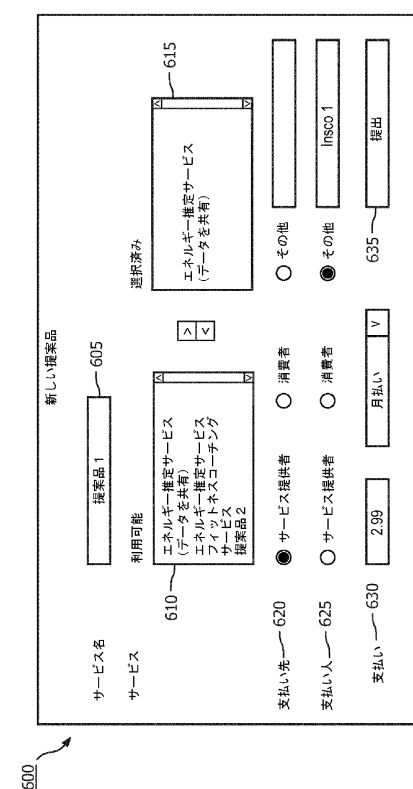 600
新しい提案品
サービス名
提案品 1
605
サービス
利用可能
選択済み
610
エネルギー推定サービス
(データを共有)
エネルギー推定サービス
フィットネスコーチング
サービス
提案品 2
>
<
エネルギー推定サービス
(データを共有)
615
支払い先
620
サービス提供者
消費者
その他
支払い人
625
サービス提供者
消費者
その他
Insco 1
支払い
630
2.99
月払い
V
635
提出